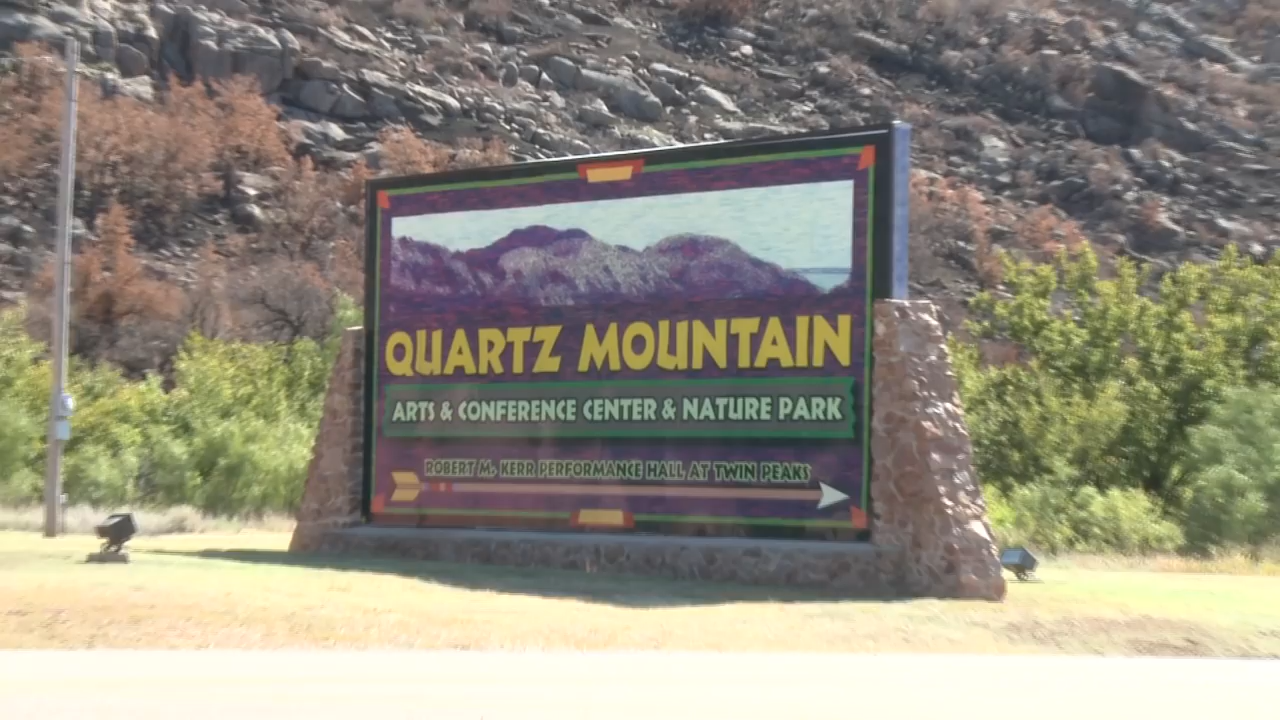 QUARTZ MOUNTAIN
ARTS & CONFERENCE CENTER & NATURE PARK
ROBERT M. KERR PERFORMANCE HALL AT TWIN PEAKS